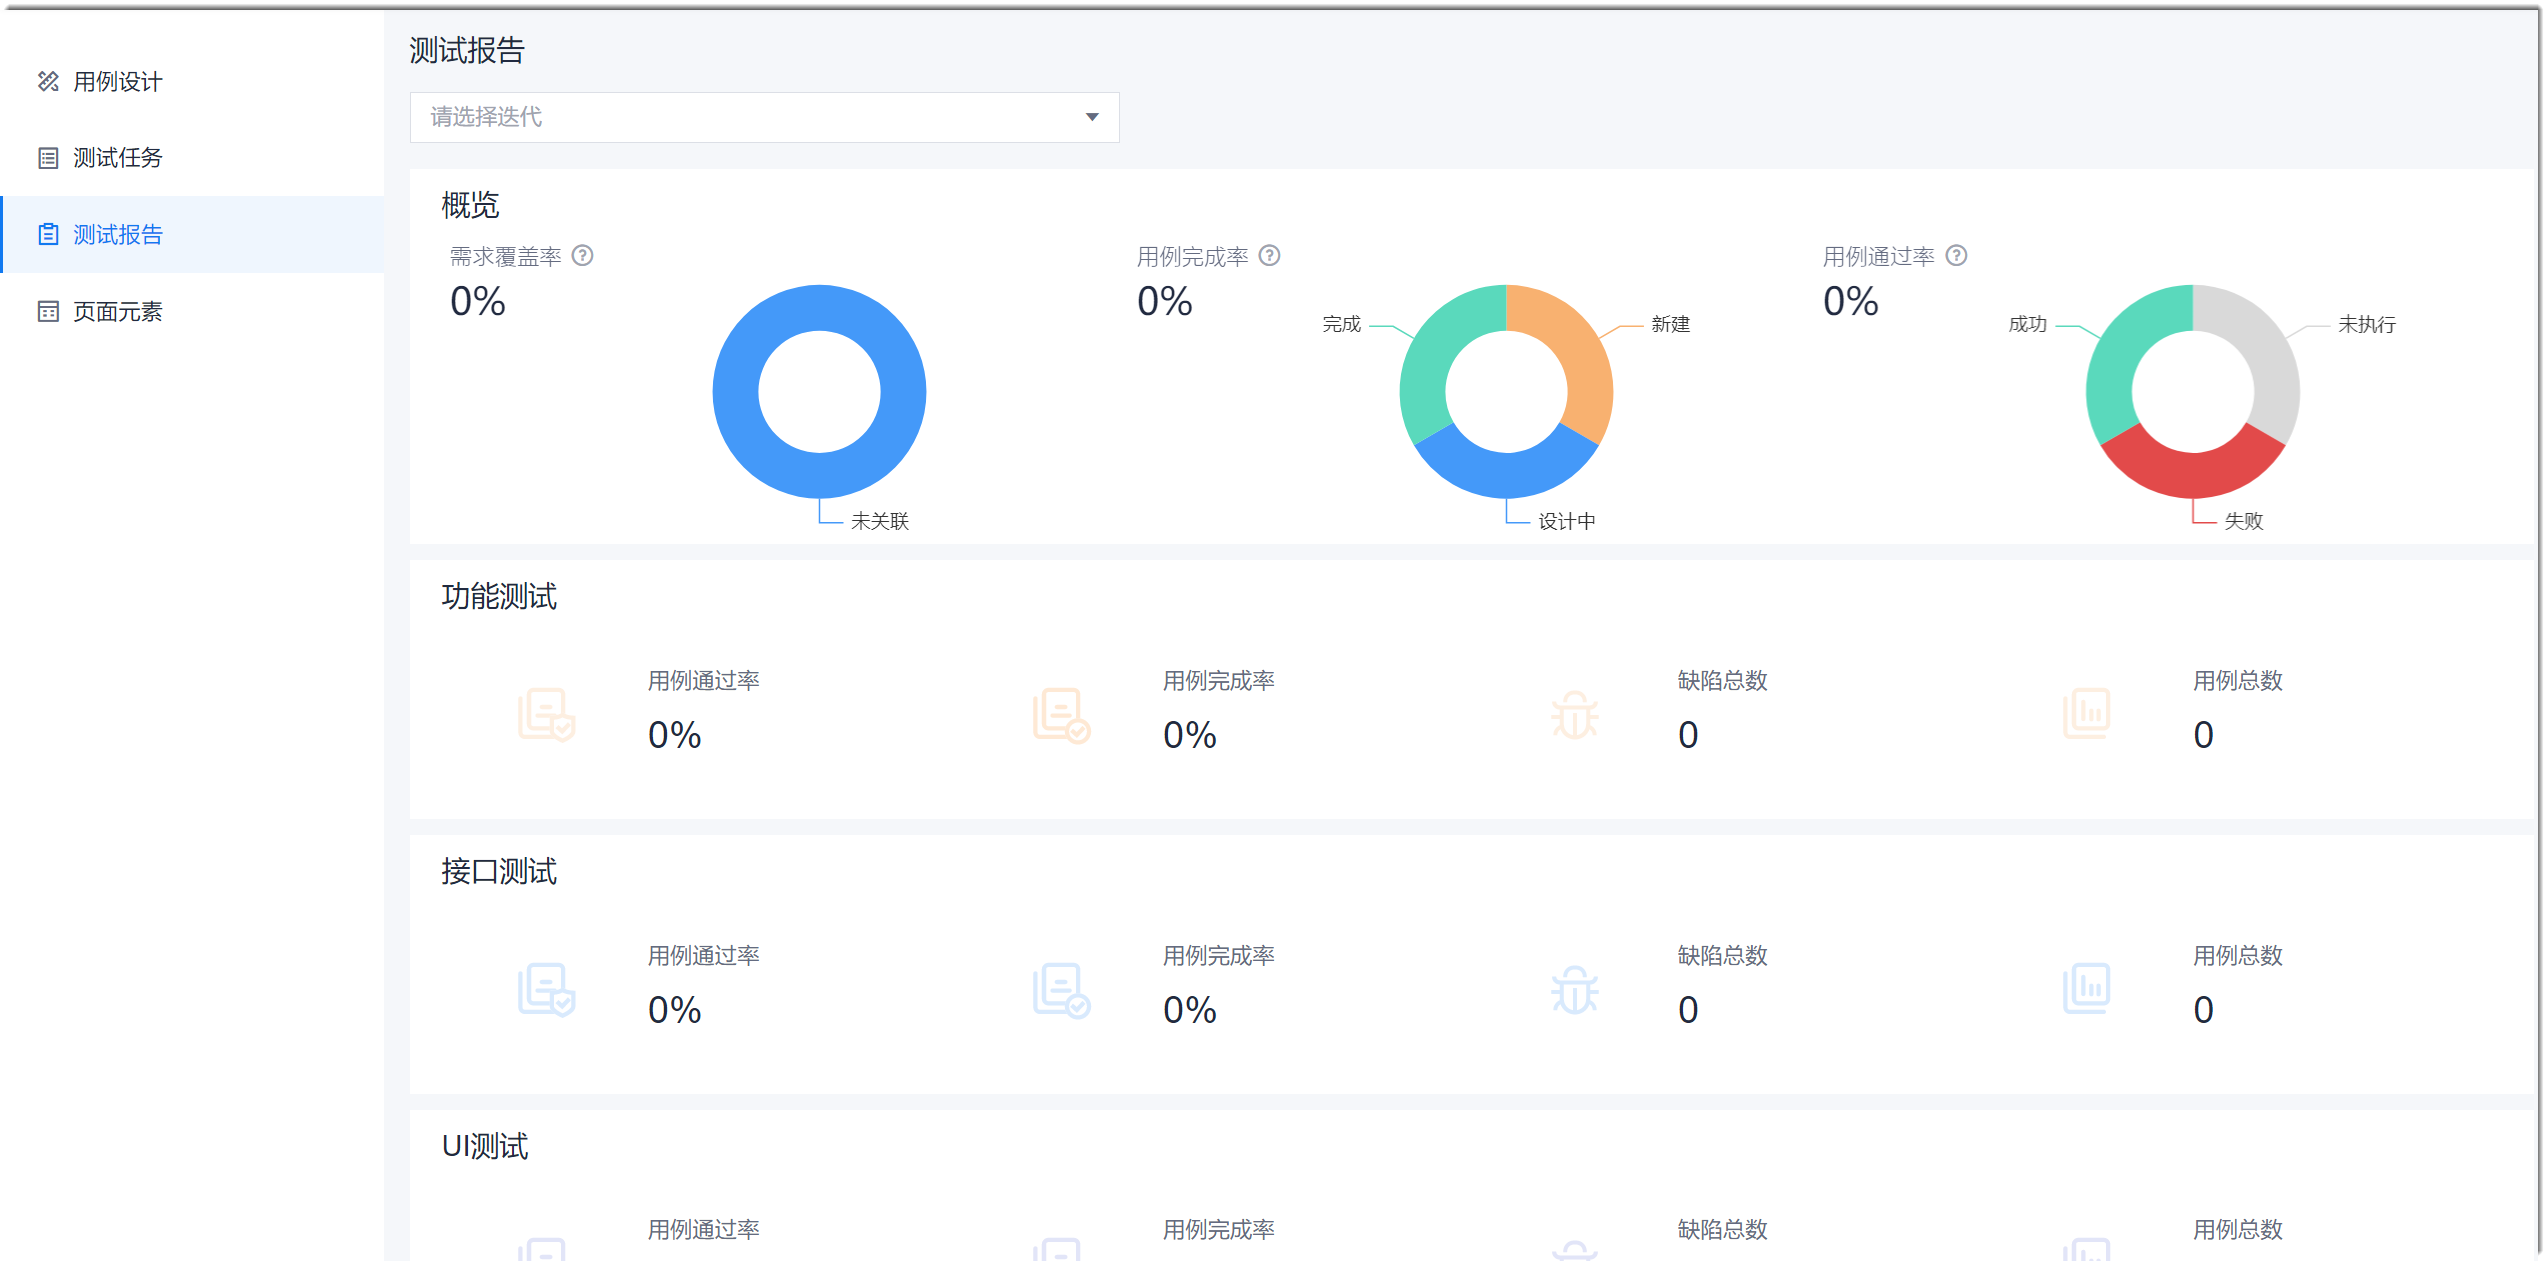 用例设计
测试任务
测试报告
页面元素
测试报告
请选择迭代
概览
需求覆盖率
0%
未关联
用例完成率
0%
完成
新建
设计中
用例通过率
0%
成功
未执行
失败
功能测试
用例通过率
0%
用例完成率
0%
缺陷总数
0
用例总数
0
接口测试
用例通过率
0%
用例完成率
0%
缺陷总数
0
用例总数
0
UI测试
用例通过率
用例完成率
缺陷总数
用例总数